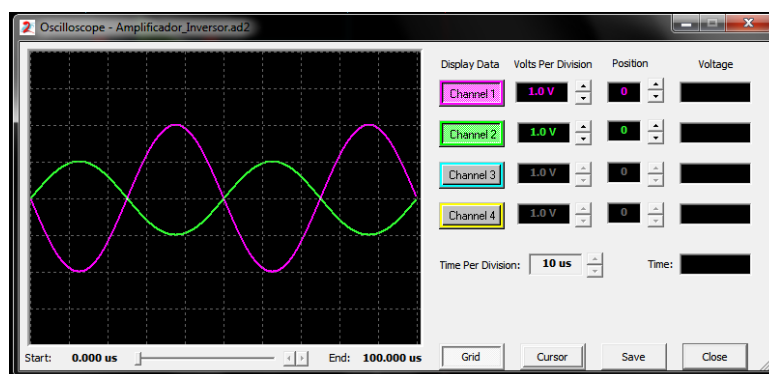 Oscilloscope - Amplificador_Inversor.ad2
Display Data Volts Per Division Position Voltage
Channel 1 1.0 V 0
Channel 2 1.0 V 0
Channel 3 1.0 V 0
Channel 4 1.0 V 0
Time Per Division: 10 us Time:
Start: 0.000 us End: 100.000 us Grid Cursor Save Close